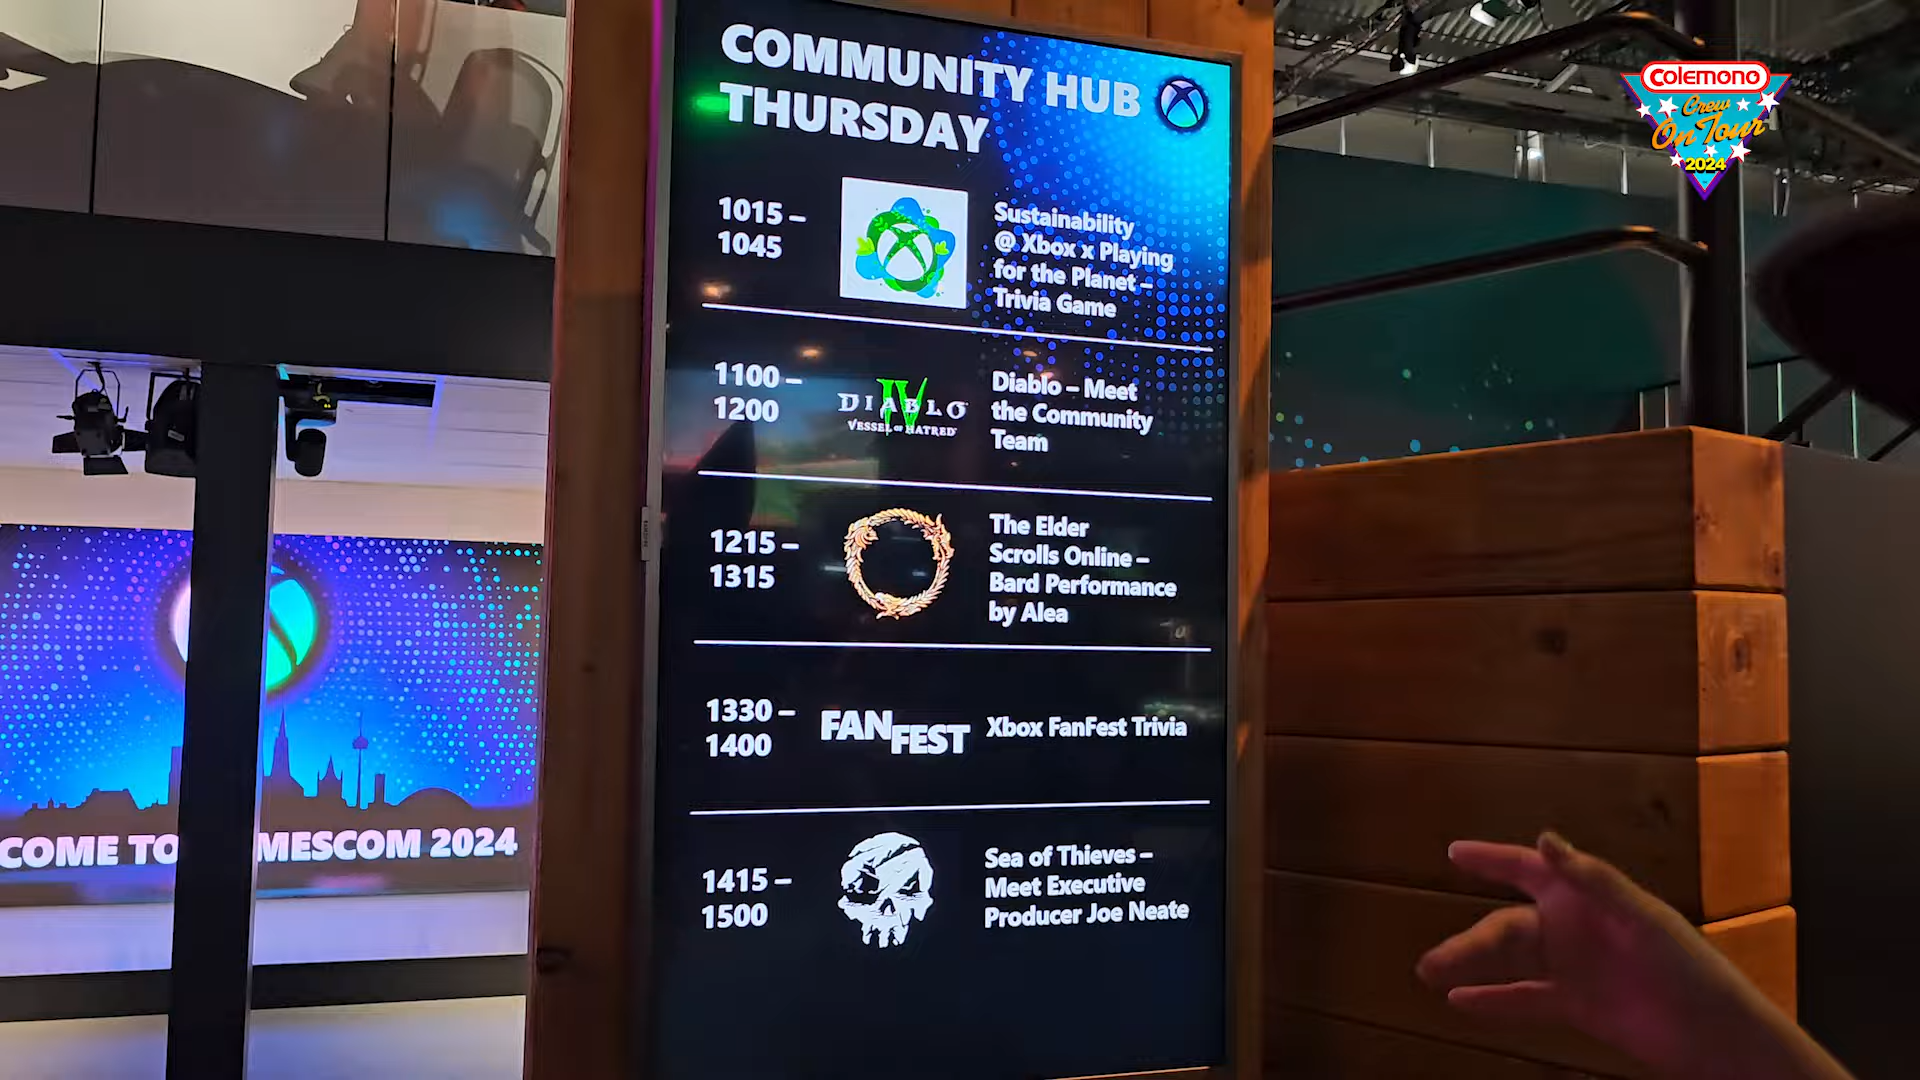 COMMUNITY HUB
THURSDAY
1015 –
1045
Sustainability
@ Xbox x Playing
for the Planet –
Trivia Game
1100 –
1200
DIABLO
IV
VESSEL OF HATRED
Diablo – Meet
the Community
Team
1215 –
1315
The Elder
Scrolls Online –
Bard Performance
by Alea
1330 –
1400
FANFEST
Xbox FanFest Trivia
1415 –
1500
Sea of Thieves –
Meet Executive
Producer Joe Neate
COME TO MESCOM 2024
Colemono
Crew
On Tour
2024